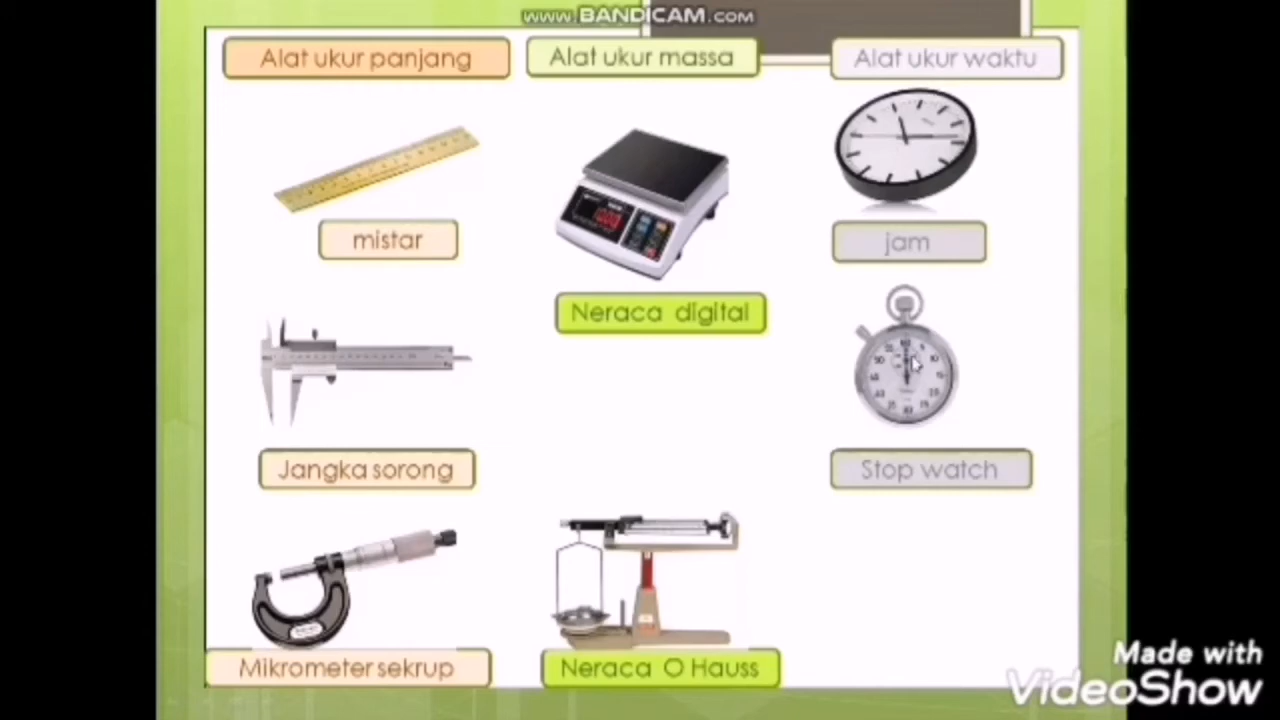 www.BANDICAM.com
Alat ukur panjang
Alat ukur massa
Alat ukur waktu
mistar
jam
Neraca digital
Jangka sorong
Stop watch
Mikrometer sekrup
Neraca O Hauss
Made with
VideoShow